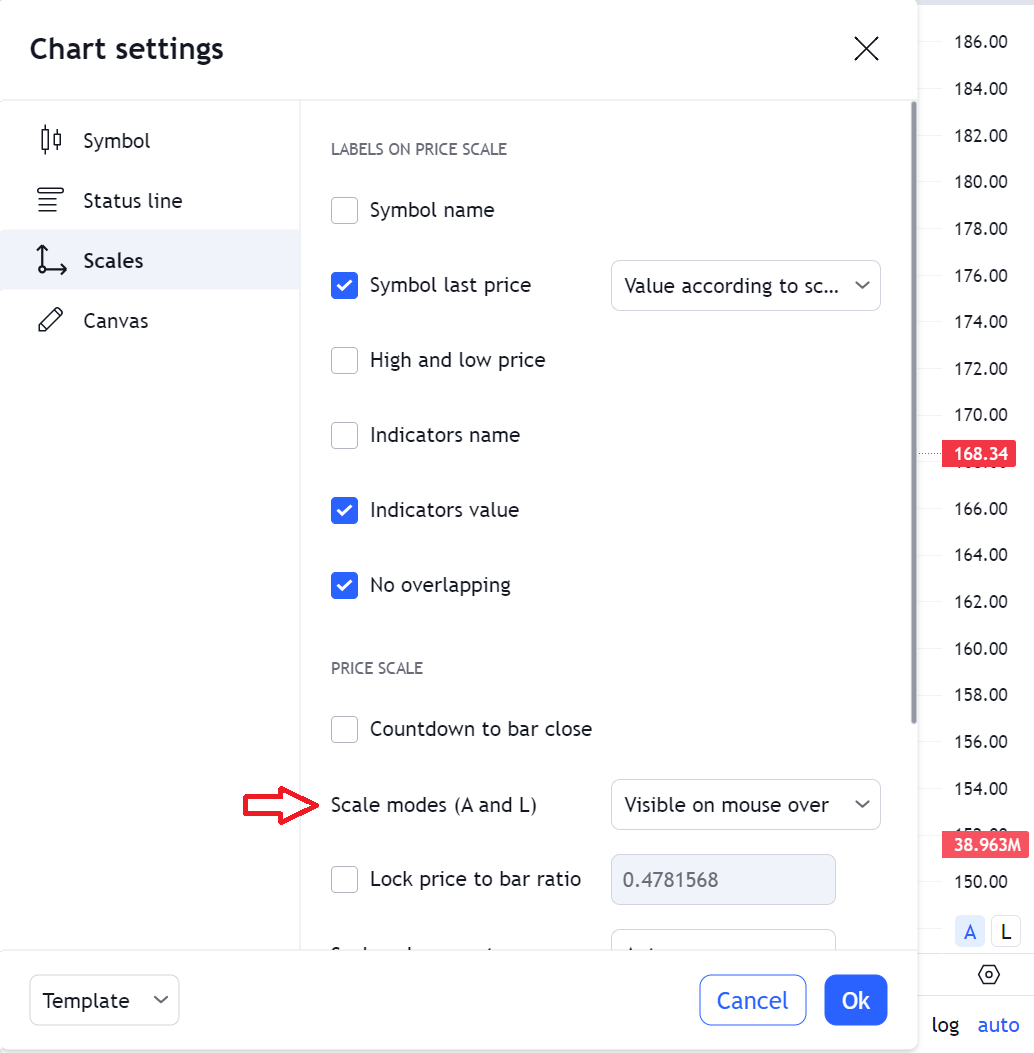 Chart settings
Symbol
Status line
Scales
Canvas
LABELS ON PRICE SCALE
Symbol name
Symbol last price
Value according to sc...
High and low price
Indicators name
Indicators value
No overlapping
PRICE SCALE
Countdown to bar close
Scale modes (A and L)
Visible on mouse over
Lock price to bar ratio
0.4781568
Template
Cancel
Ok
186.00
184.00
182.00
180.00
178.00
176.00
174.00
172.00
170.00
168.34
166.00
164.00
162.00
160.00
158.00
156.00
154.00
38.963M
150.00
A
L
log
auto